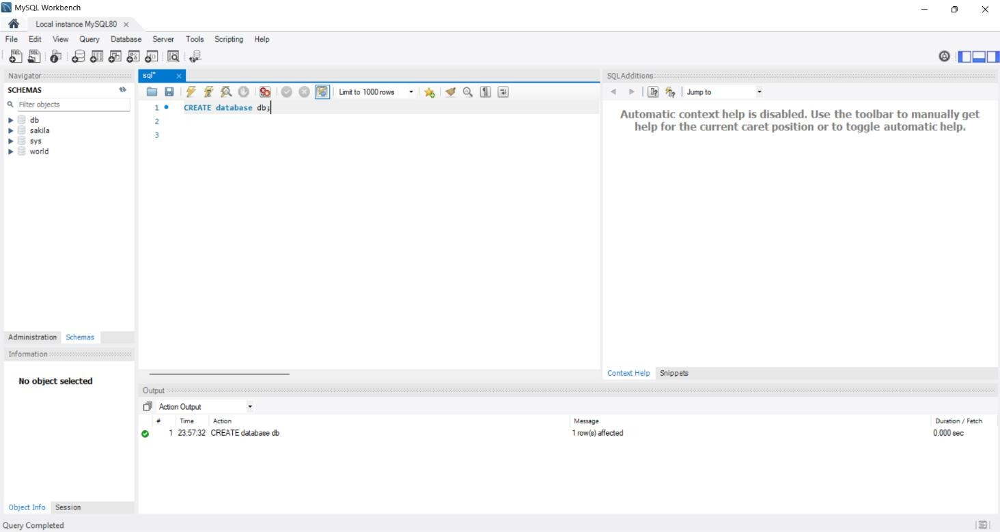 MySQL Workbench
Local instance MySQL80
File Edit View Query Database Server Tools Scripting Help
Navigator
SCHEMAS
Filter objects
db
sakila
sys
world
Administration Schemas
Information
No object selected
Object Info Session
sql*
Limit to 1000 rows
1 CREATE database db;
2
3
SQLAdditions
Jump to
Automatic context help is disabled. Use the toolbar to manually get
help for the current caret position or to toggle automatic help.
Context Help Snippets
Output
Action Output
# Time Action Message Duration / Fetch
1 23:57:32 CREATE database db 1 row(s) affected 0.000 sec
Query Completed